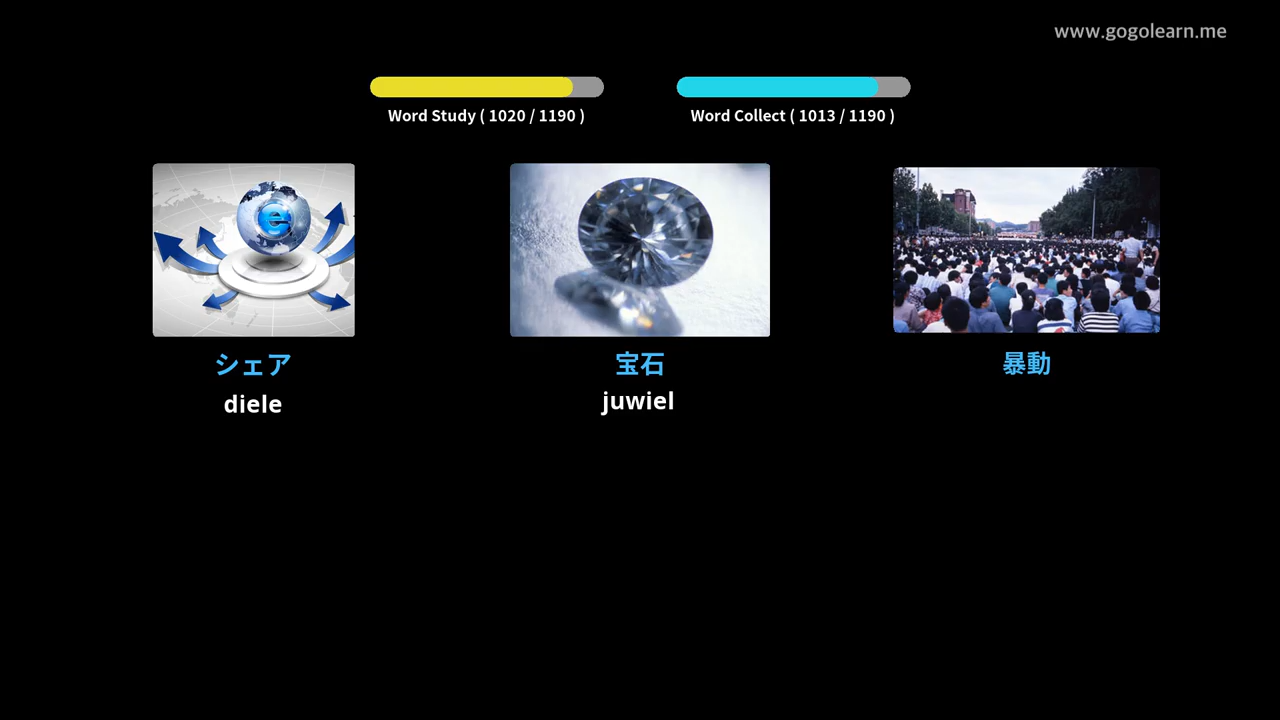 www.gogolearn.me
Word Study ( 1020 / 1190 )
Word Collect ( 1013 / 1190 )
e
シェア
宝石
暴動
diele
juwiel